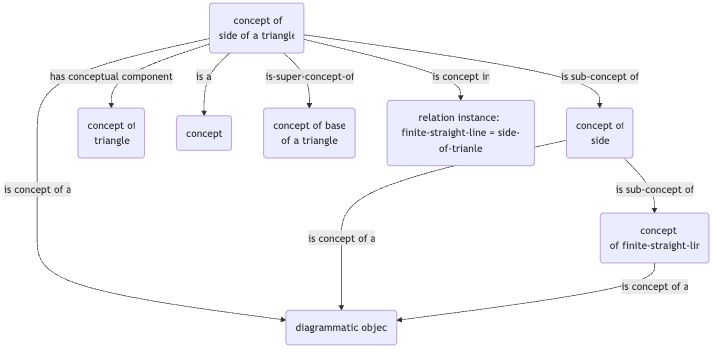 concept of
side of a triangle
has conceptual component
is a
is-super-concept-of
is concept in
is sub-concept of
concept of
triangle
concept
concept of base
of a triangle
relation instance:
finite-straight-line = side-
of-trianle
concept of
side
is concept of a
is sub-concept of
is concept of a
concept
of finite-straight-lin
is concept of a
diagrammatic objec